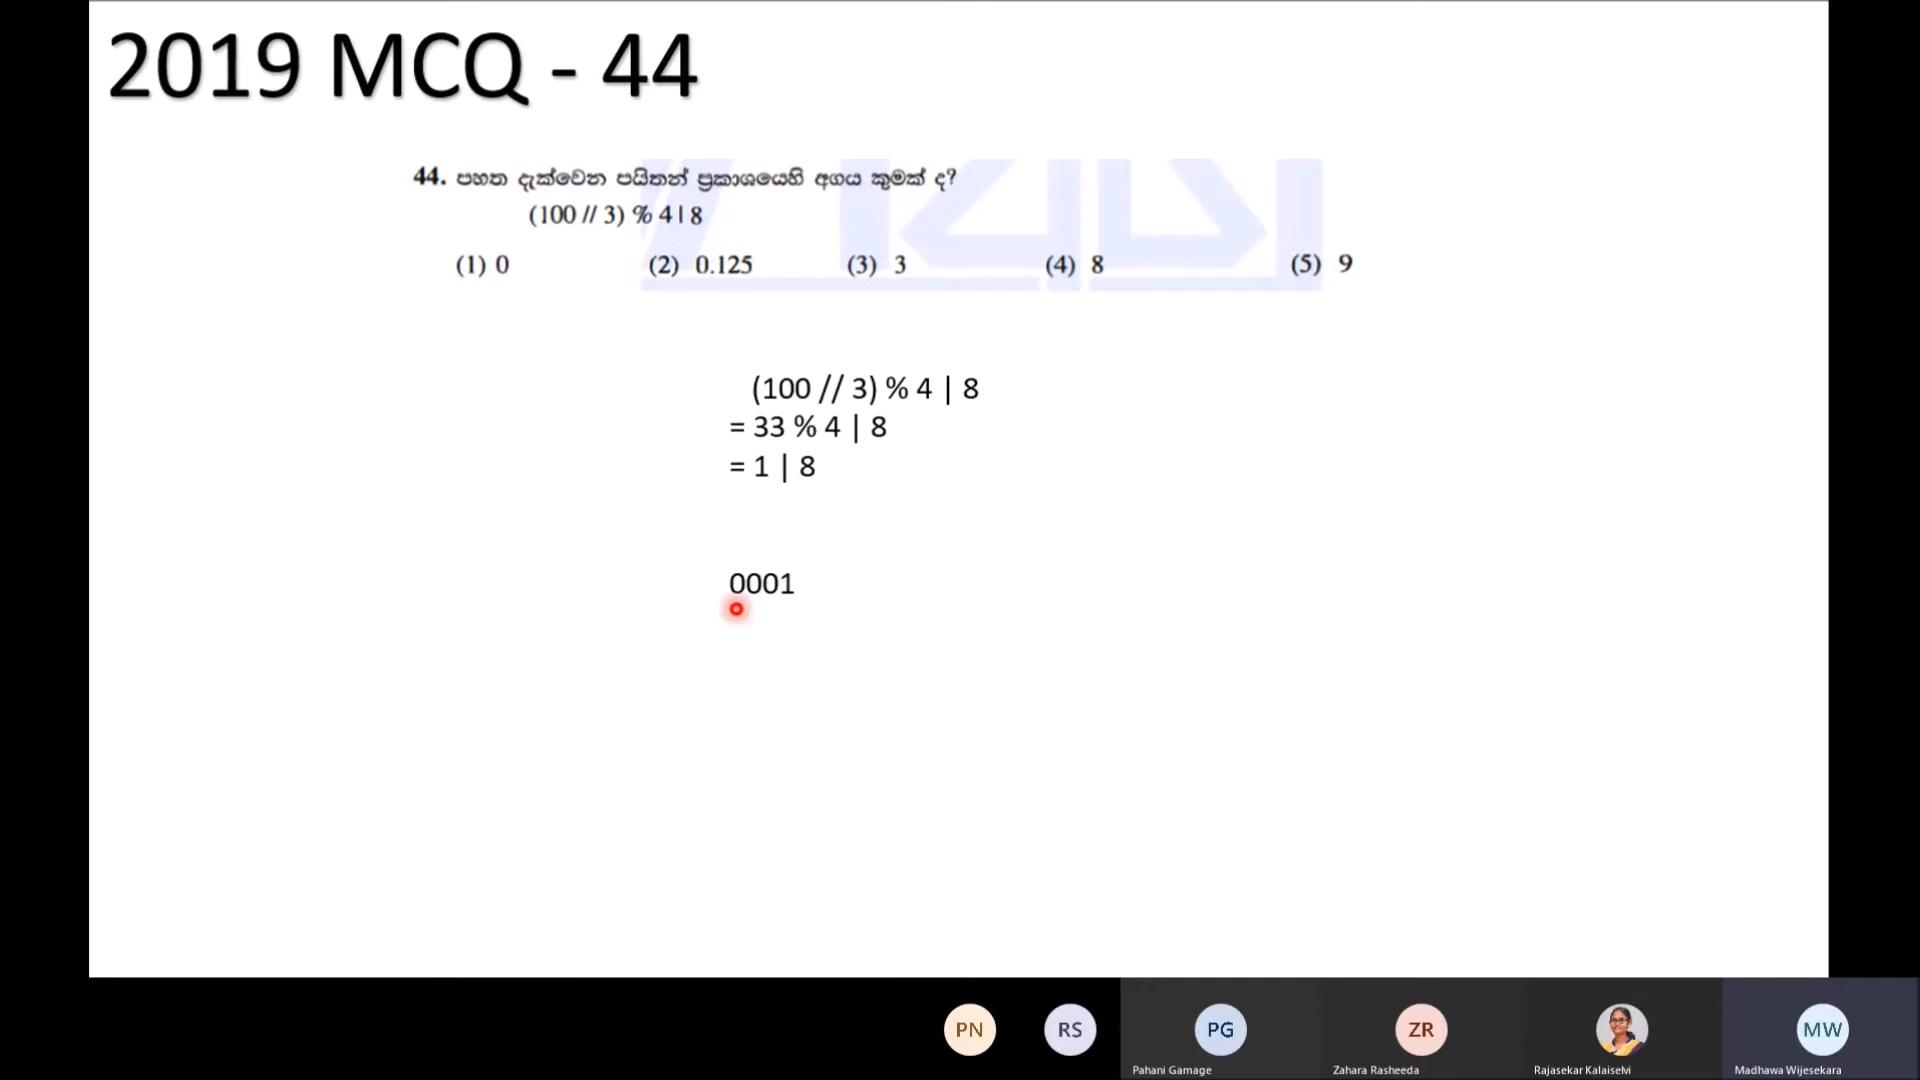 2019 MCQ - 44
44. පහත දැක්වෙන පයිතන් ප්‍රකාශයෙහි අගය කුමක් ද?
(100 // 3) % 4 | 8
(1) 0 (2) 0.125 (3) 3 (4) 8 (5) 9
(100 // 3) % 4 | 8
= 33 % 4 | 8
= 1 | 8
0001
PN RS PG ZR MW
Pahani Gamage Zahara Rasheeda Rajasekar Kalaiselvi Madhawa Wijesekara